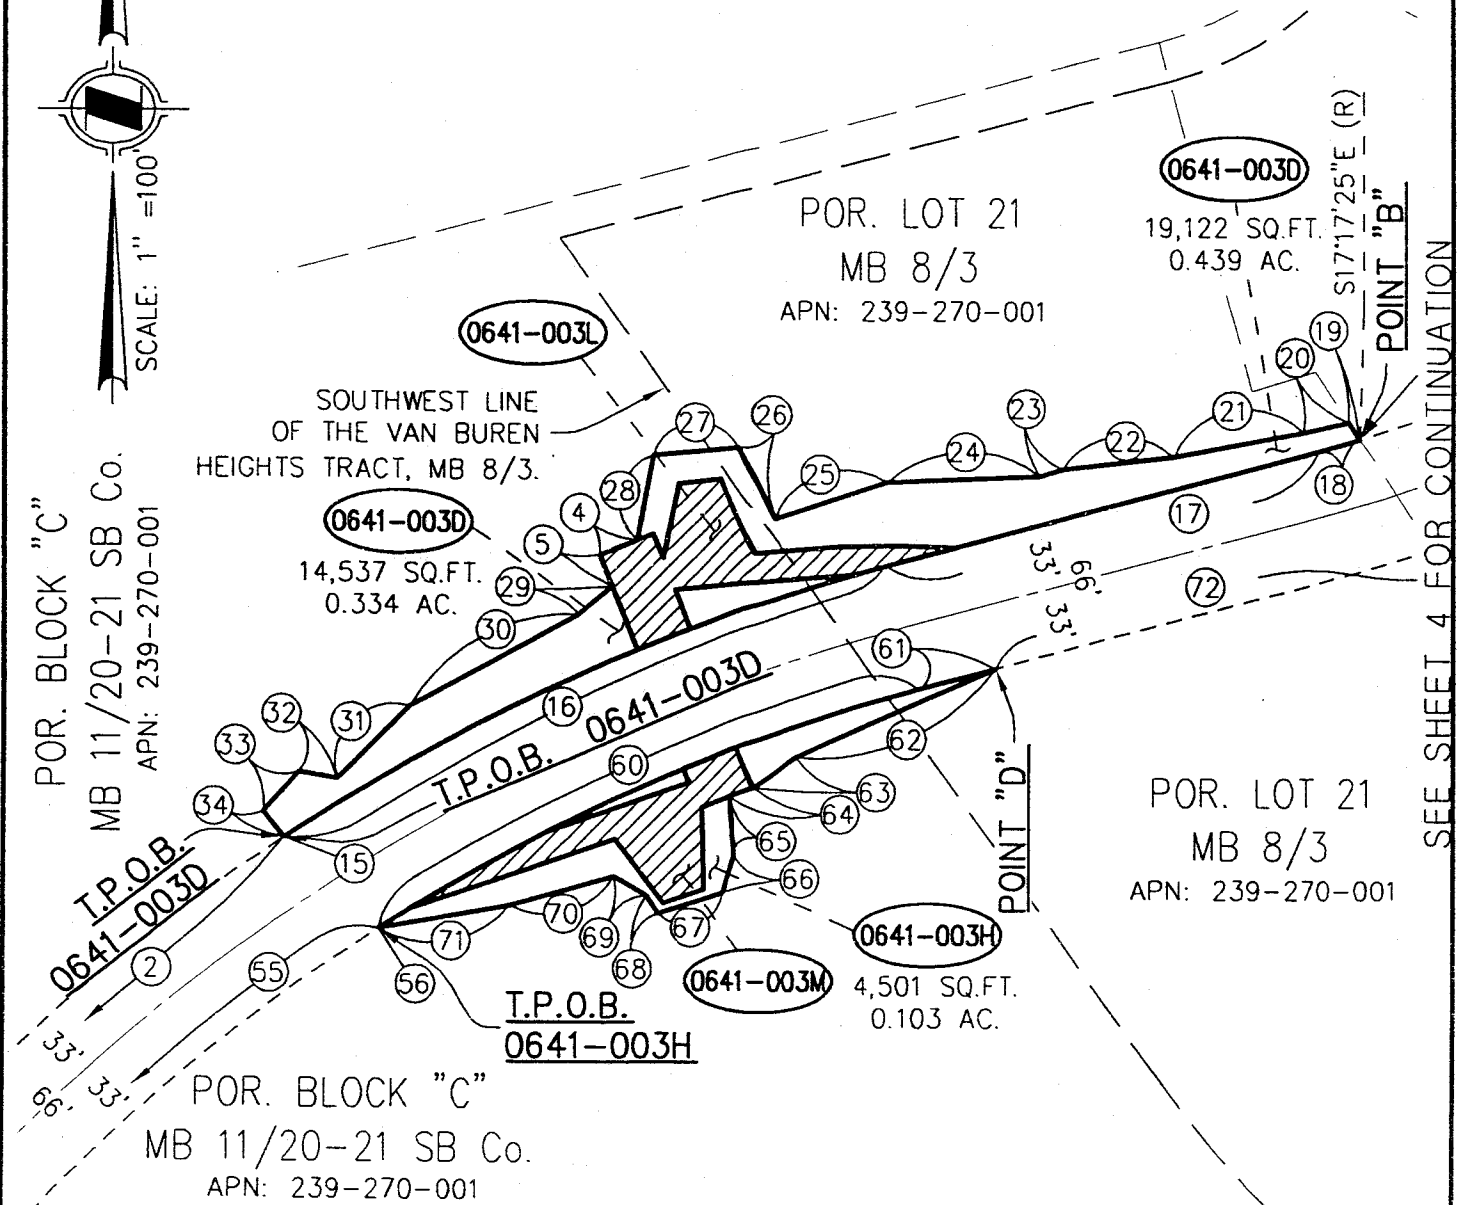 SCALE: 1" =100'
POR. LOT 21
MB 8/3
APN: 239-270-001
0641-003D
19,122 SQ.FT.
0.439 AC.
S17°17'25"E (R)
POINT "B"
SEE SHEET 4 FOR CONTINUATION
0641-003L
SOUTHWEST LINE
OF THE VAN BUREN
HEIGHTS TRACT, MB 8/3.
0641-003D
14,537 SQ.FT.
0.334 AC.
POR. BLOCK "C"
MB 11/20-21 SB Co.
APN: 239-270-001
19
20
21
22
23
24
25
26
27
28
4
5
29
30
31
32
33
34
17
18
16
15
33'
66'
33'
72
61
60
62
63
64
65
66
67
68
69
70
71
56
55
2
T.P.O.B. 0641-003D
T.P.O.B.
0641-003D
POINT "D"
POR. LOT 21
MB 8/3
APN: 239-270-001
0641-003H
4,501 SQ.FT.
0.103 AC.
0641-003M
T.P.O.B.
0641-003H
33'
66'
33'
POR. BLOCK "C"
MB 11/20-21 SB Co.
APN: 239-270-001